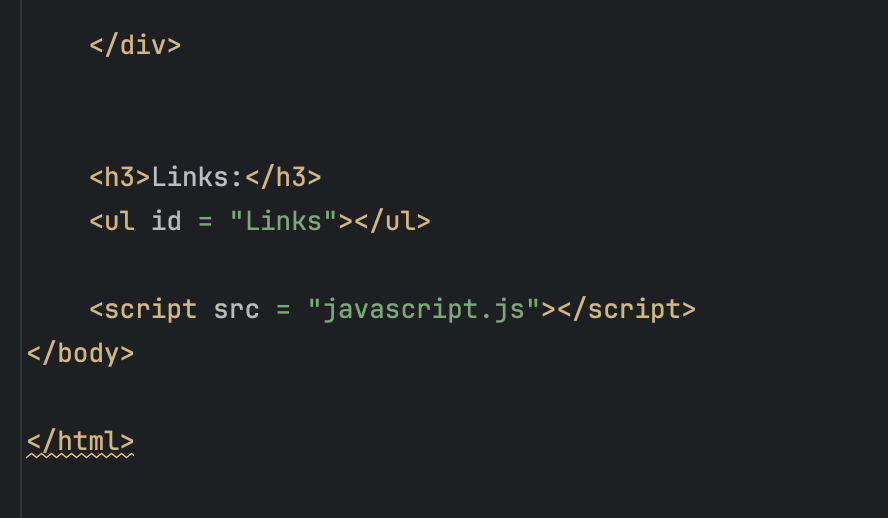 </div>
<h3>Links:</h3>
<ul id = "Links"></ul>
<script src = "javascript.js"></script>
</body>
</html>